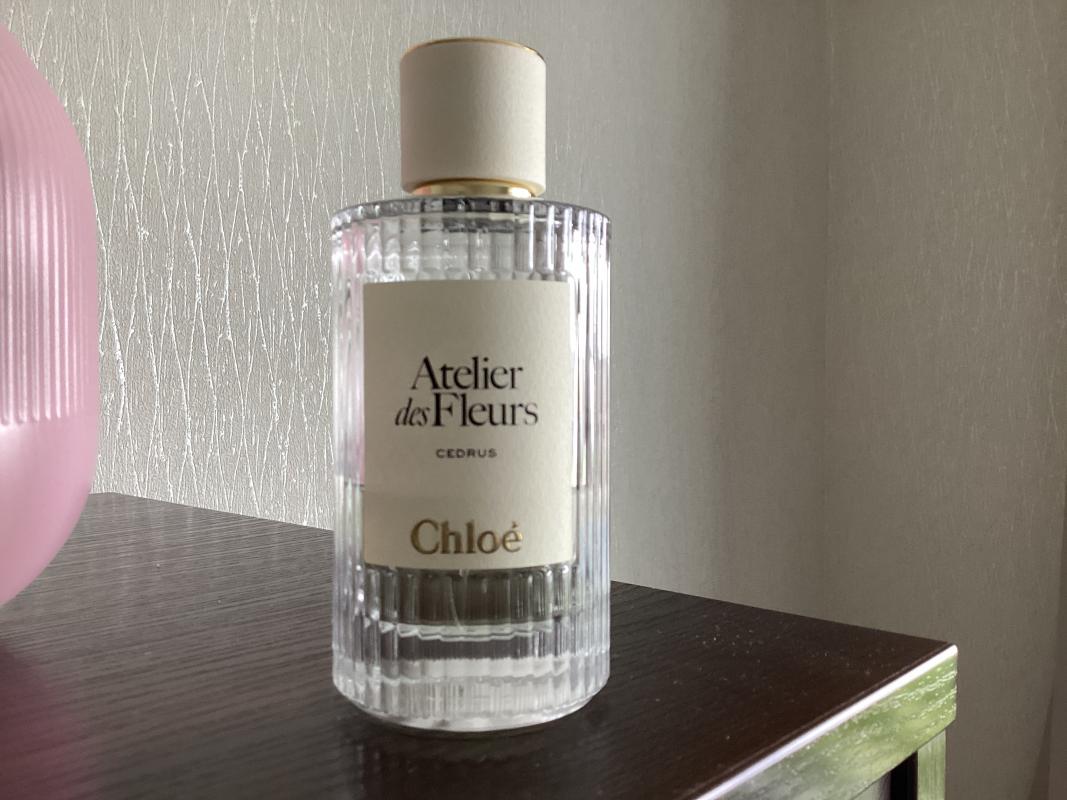 Atelier
des Fleurs
CEDRUS
Chloé